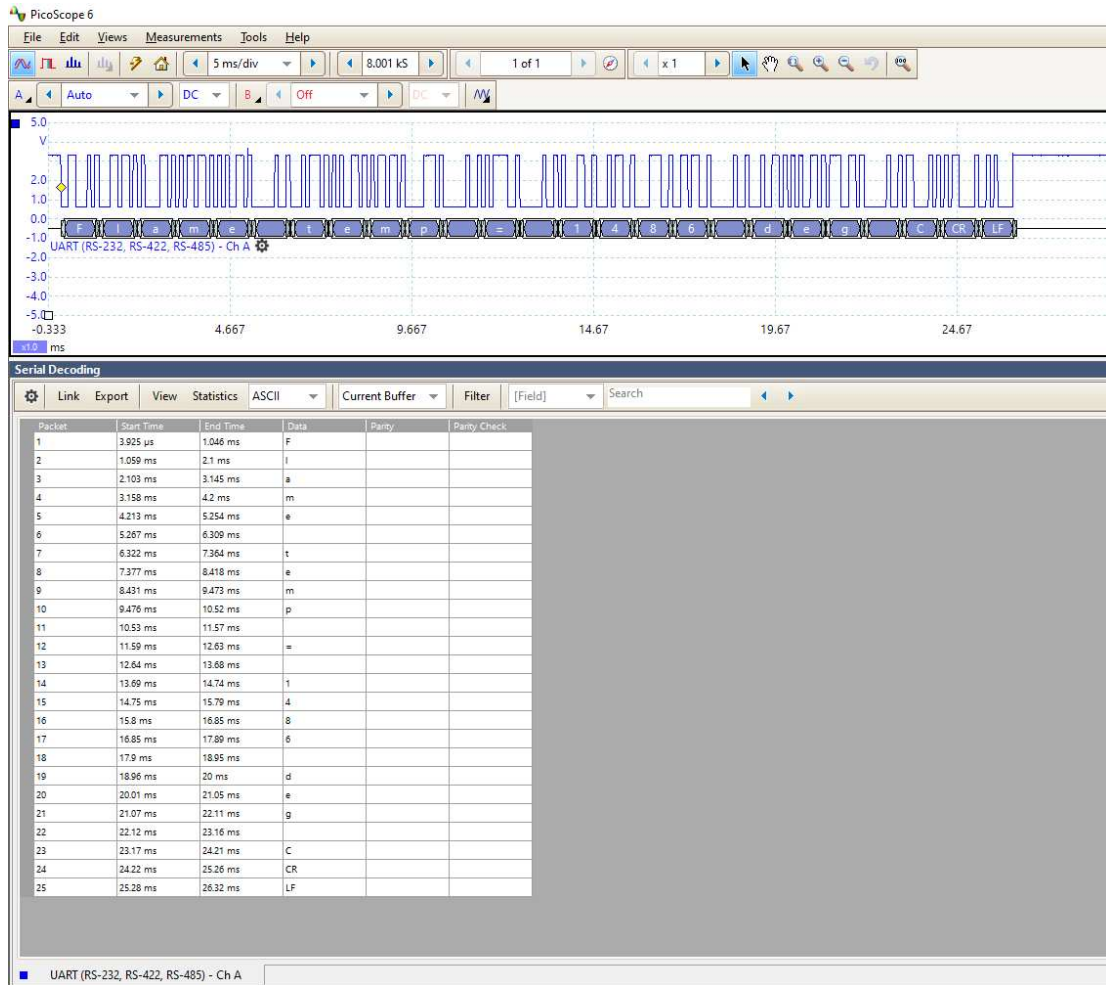 PicoScope 6
File Edit Views Measurements Tools Help
5 ms/div 8.001 kS 1 of 1 x 1
A Auto DC B Off DC
5.0
V
2.0
1.0
0.0
F l a m e t e m p = 1 4 8 6 d e g C CR LF
-1.0
UART (RS-232, RS-422, RS-485) - Ch A
-2.0
-3.0
-4.0
-5.0
-0.333 4.667 9.667 14.67 19.67 24.67
x1.0 ms
Serial Decoding
Link Export View Statistics ASCII Current Buffer Filter [Field] Search
Packet Start Time End Time Data Parity Parity Check
1 3.925 µs 1.046 ms F
2 1.059 ms 2.1 ms l
3 2.103 ms 3.145 ms a
4 3.158 ms 4.2 ms m
5 4.213 ms 5.254 ms e
6 5.267 ms 6.309 ms
7 6.322 ms 7.364 ms t
8 7.377 ms 8.418 ms e
9 8.431 ms 9.473 ms m
10 9.476 ms 10.52 ms p
11 10.53 ms 11.57 ms
12 11.59 ms 12.63 ms =
13 12.64 ms 13.68 ms
14 13.69 ms 14.74 ms 1
15 14.75 ms 15.79 ms 4
16 15.8 ms 16.85 ms 8
17 16.85 ms 17.89 ms 6
18 17.9 ms 18.95 ms
19 18.96 ms 20 ms d
20 20.01 ms 21.05 ms e
21 21.07 ms 22.11 ms g
22 22.12 ms 23.16 ms
23 23.17 ms 24.21 ms C
24 24.22 ms 25.26 ms CR
25 25.28 ms 26.32 ms LF
UART (RS-232, RS-422, RS-485) - Ch A